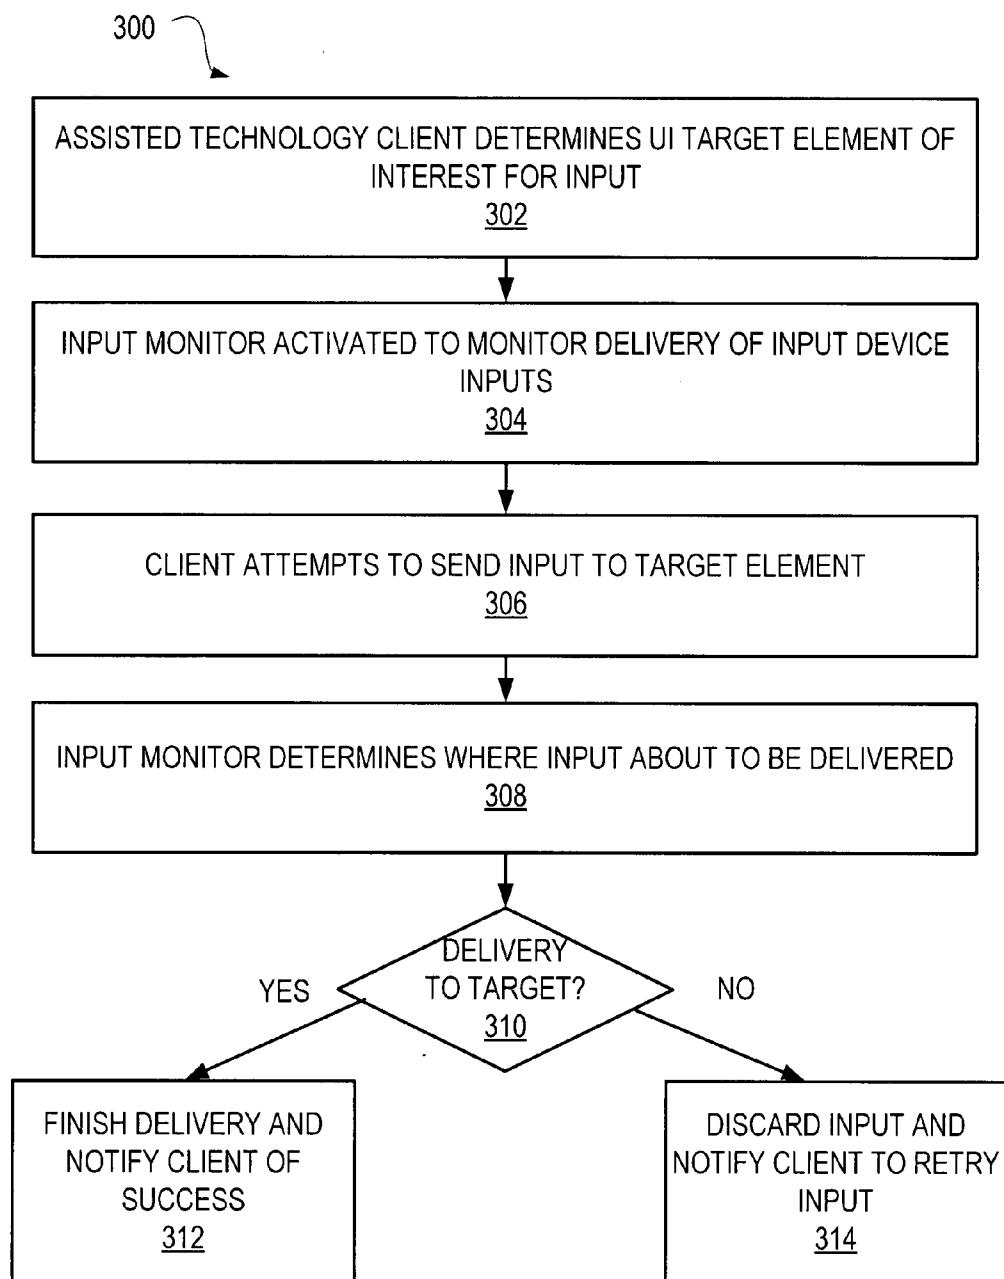 300
ASSISTED TECHNOLOGY CLIENT DETERMINES UI TARGET ELEMENT OF
INTEREST FOR INPUT
302
INPUT MONITOR ACTIVATED TO MONITOR DELIVERY OF INPUT DEVICE
INPUTS
304
CLIENT ATTEMPTS TO SEND INPUT TO TARGET ELEMENT
306
INPUT MONITOR DETERMINES WHERE INPUT ABOUT TO BE DELIVERED
308
DELIVERY
TO TARGET?
310
YES
NO
FINISH DELIVERY AND
NOTIFY CLIENT OF
SUCCESS
312
DISCARD INPUT AND
NOTIFY CLIENT TO RETRY
INPUT
314